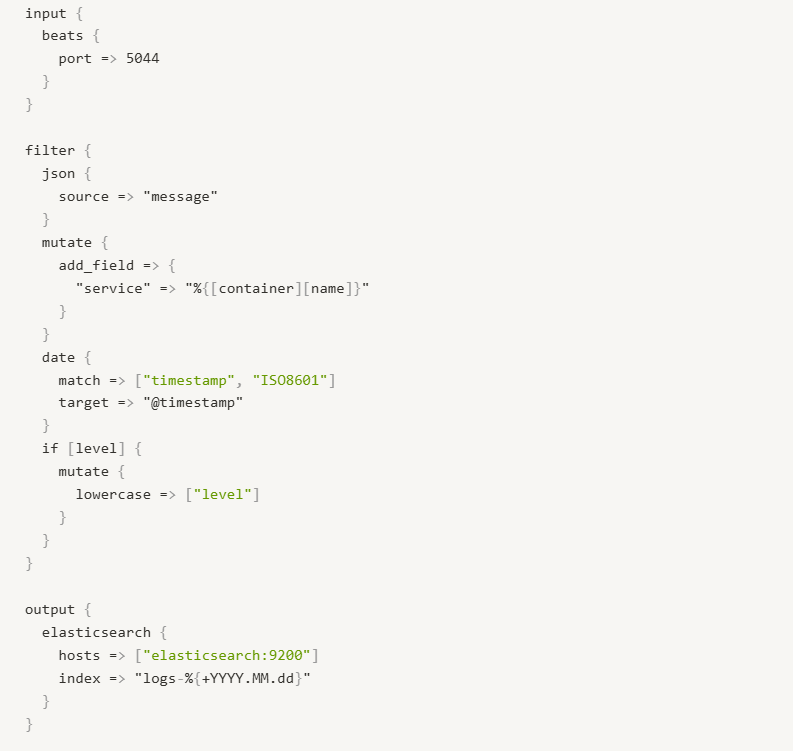 input {
  beats {
    port => 5044
  }
}

filter {
  json {
    source => "message"
  }
  mutate {
    add_field => {
      "service" => "%{[container][name]}"
    }
  }
  date {
    match => ["timestamp", "ISO8601"]
    target => "@timestamp"
  }
  if [level] {
    mutate {
      lowercase => ["level"]
    }
  }
}

output {
  elasticsearch {
    hosts => ["elasticsearch:9200"]
    index => "logs-%{+YYYY.MM.dd}"
  }
}